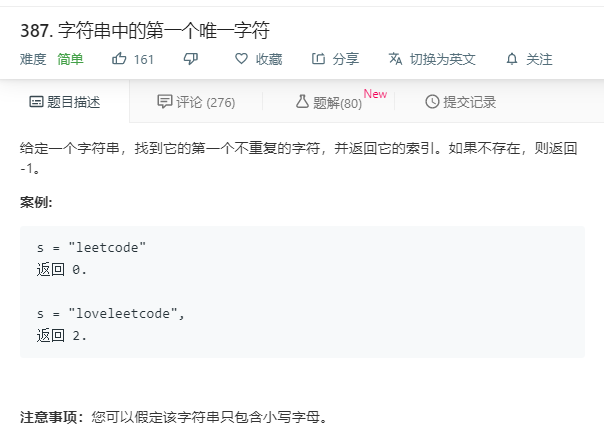 387. 字符串中的第一个唯一字符
难度 简单 161 收藏 分享 切换为英文 关注
题目描述 评论 (276) 题解(80) New 提交记录
给定一个字符串，找到它的第一个不重复的字符，并返回它的索引。如果不存在，则返回
-1。
案例:
s = "leetcode"
返回 0.
s = "loveleetcode",
返回 2.
注意事项：您可以假定该字符串只包含小写字母。